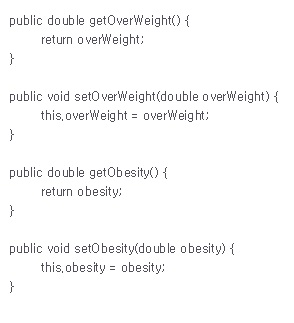 public double getOverWeight() {
return overWeight;
}
public void setOverWeight(double overWeight) {
this.overWeight = overWeight;
}
public double getObesity() {
return obesity;
}
public void setObesity(double obesity) {
this.obesity = obesity;
}